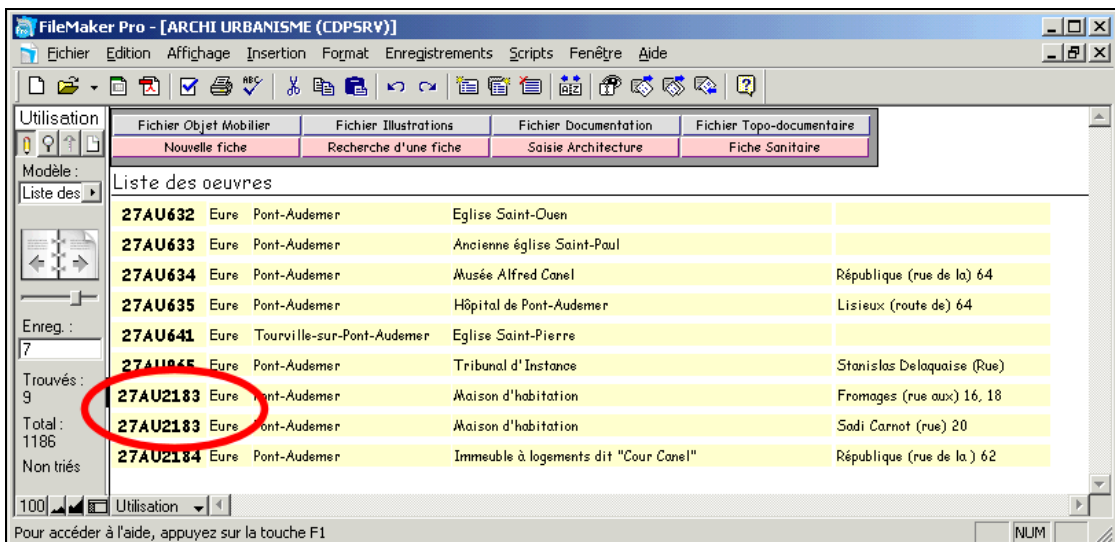 FileMaker Pro - [ARCHI URBANISME (CDPSRV)]
Fichier Edition Affichage Insertion Format Enregistrements Scripts Fenêtre Aide
Utilisation
Modèle :
Liste des
Enreg. :
7
Trouvés :
9
Total :
1186
Non triés
Fichier Objet Mobilier Fichier Illustrations Fichier Documentation Fichier Topo-documentaire
Nouvelle fiche Recherche d'une fiche Saisie Architecture Fiche Sanitaire
Liste des oeuvres
27AU632 Eure Pont-Audemer Eglise Saint-Ouen
27AU633 Eure Pont-Audemer Ancienne église Saint-Paul
27AU634 Eure Pont-Audemer Musée Alfred Canel République (rue de la) 64
27AU635 Eure Pont-Audemer Hôpital de Pont-Audemer Lisieux (route de) 64
27AU641 Eure Tourville-sur-Pont-Audemer Eglise Saint-Pierre
Eure Pont-Audemer Tribunal d'Instance Stanislas Delaquaise (Rue)
27AU2183 Eure Pont-Audemer Maison d'habitation Fromages (rue aux) 16, 18
27AU2183 Eure Pont-Audemer Maison d'habitation Sadi Carnot (rue) 20
27AU2184 Eure Pont-Audemer Immeuble à logements dit "Cour Canel" République (rue de la ) 62
100 Utilisation
Pour accéder à l'aide, appuyez sur la touche F1 NUM